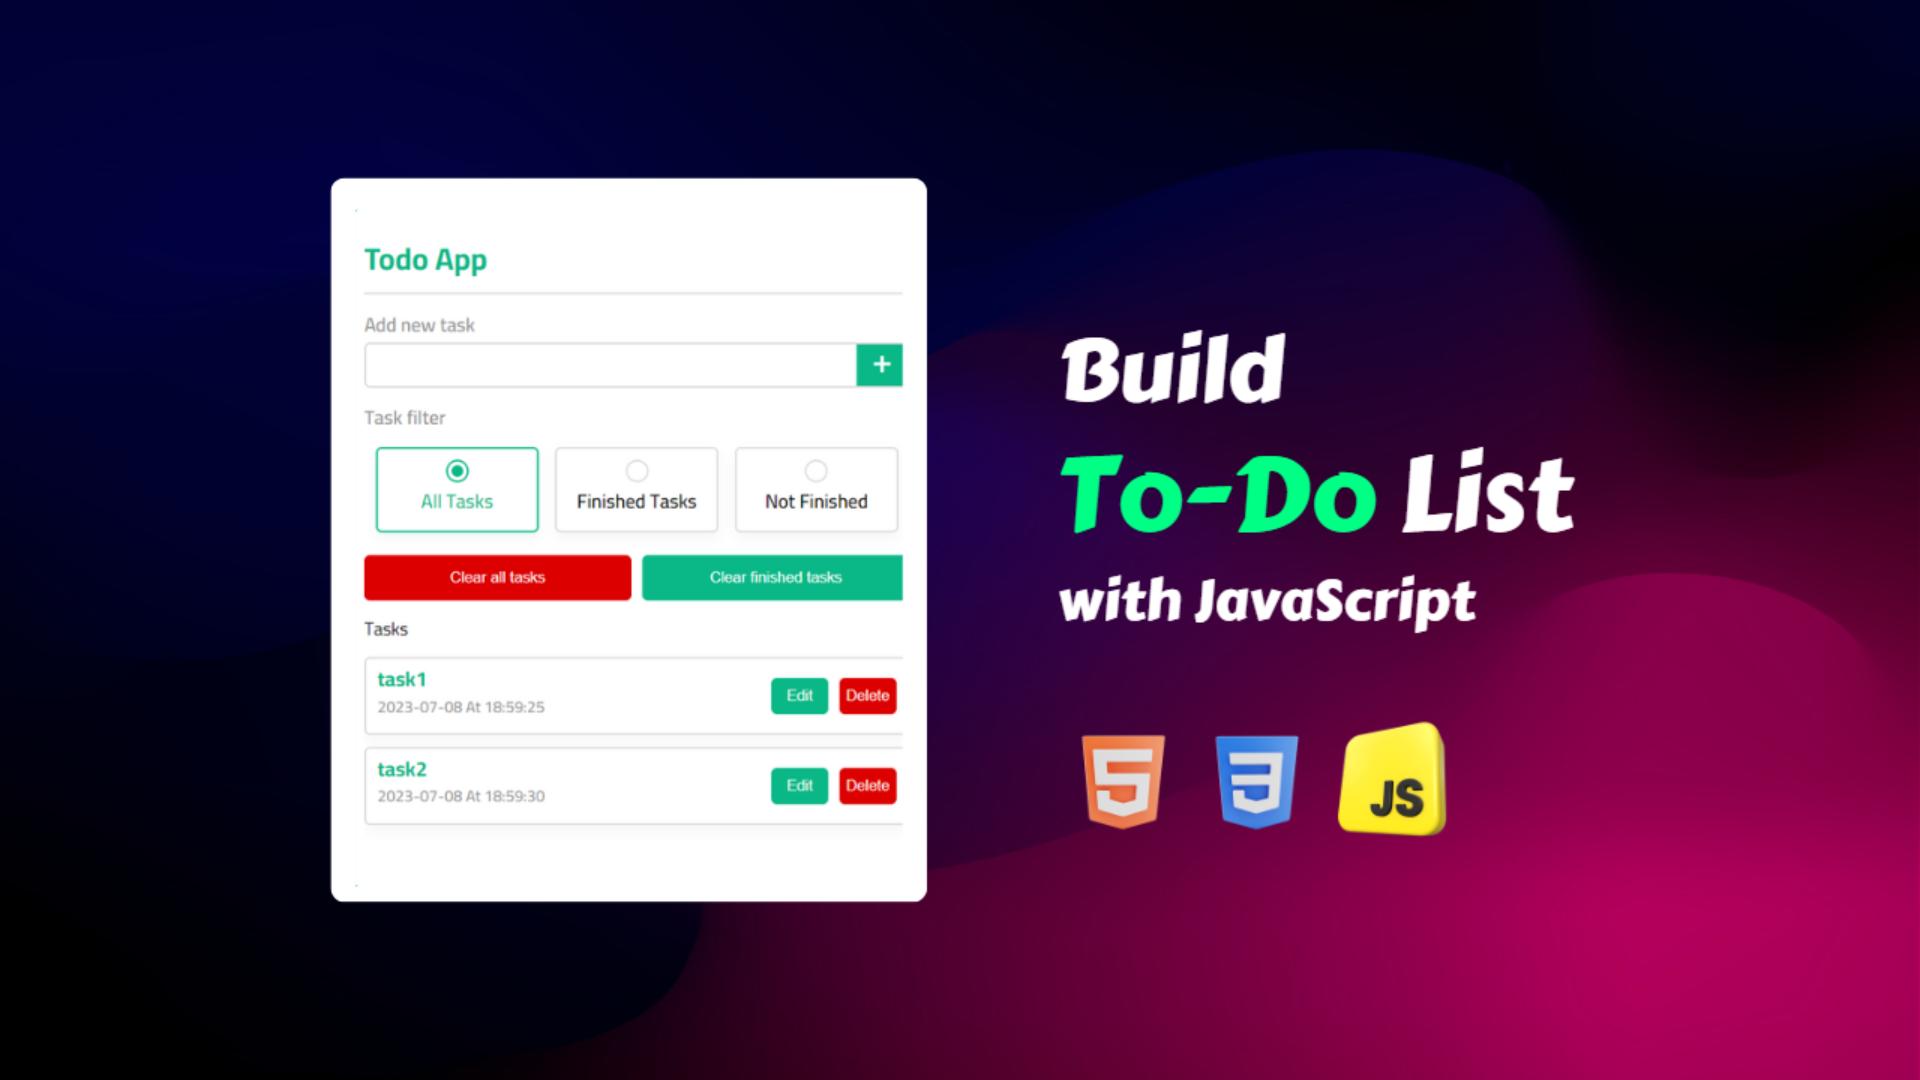 Todo App
Add new task
+
Task filter
All Tasks
Finished Tasks
Not Finished
Clear all tasks
Clear finished tasks
Tasks
task1
2023-07-08 At 18:59:25
Edit
Delete
task2
2023-07-08 At 18:59:30
Edit
Delete
Build
To-Do List
with JavaScript
5
3
JS